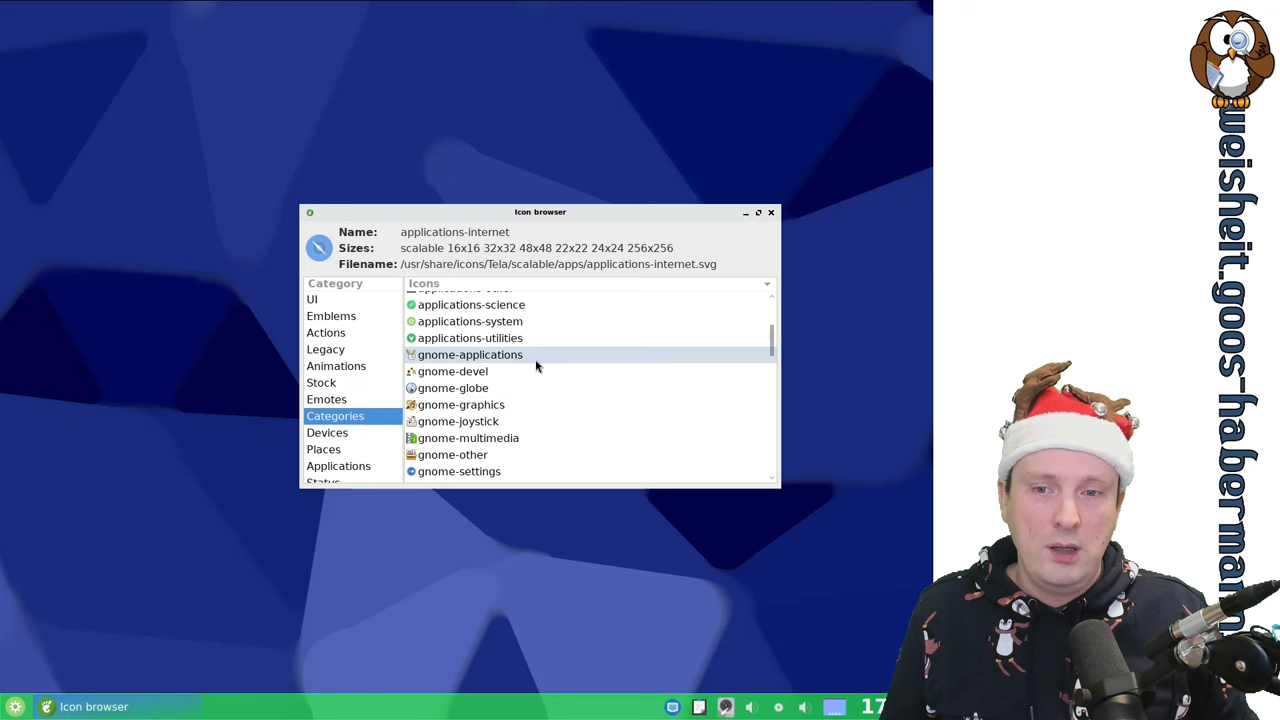 Icon browser
Name: applications-internet
Sizes: scalable 16x16 32x32 48x48 22x22 24x24 256x256
Filename: /usr/share/icons/Tela/scalable/apps/applications-internet.svg
Category
Icons
UI
Emblems
Actions
Legacy
Animations
Stock
Emotes
Categories
Devices
Places
Applications
Status
applications-science
applications-system
applications-utilities
gnome-applications
gnome-devel
gnome-globe
gnome-graphics
gnome-joystick
gnome-multimedia
gnome-other
gnome-settings
Icon browser
17
weisheit.goos-habermann